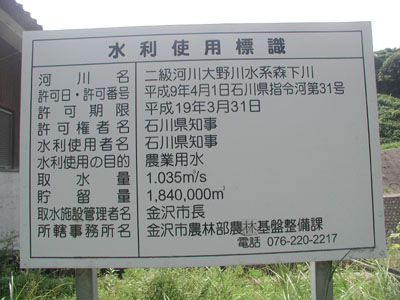 水利使用標識
河川名 二級河川大野川水系森下川
許可日・許可番号 平成9年4月1日石川県指令河第31号
許可期限 平成19年3月31日
許可権者名 石川県知事
水利使用者名 石川県知事
水利使用の目的 農業用水
取水量 1.035㎥/s
貯留量 1,840,000㎥
取水施設管理者名 金沢市長
所轄事務所名 金沢市農林部農林基盤整備課
電話 076-220-2217